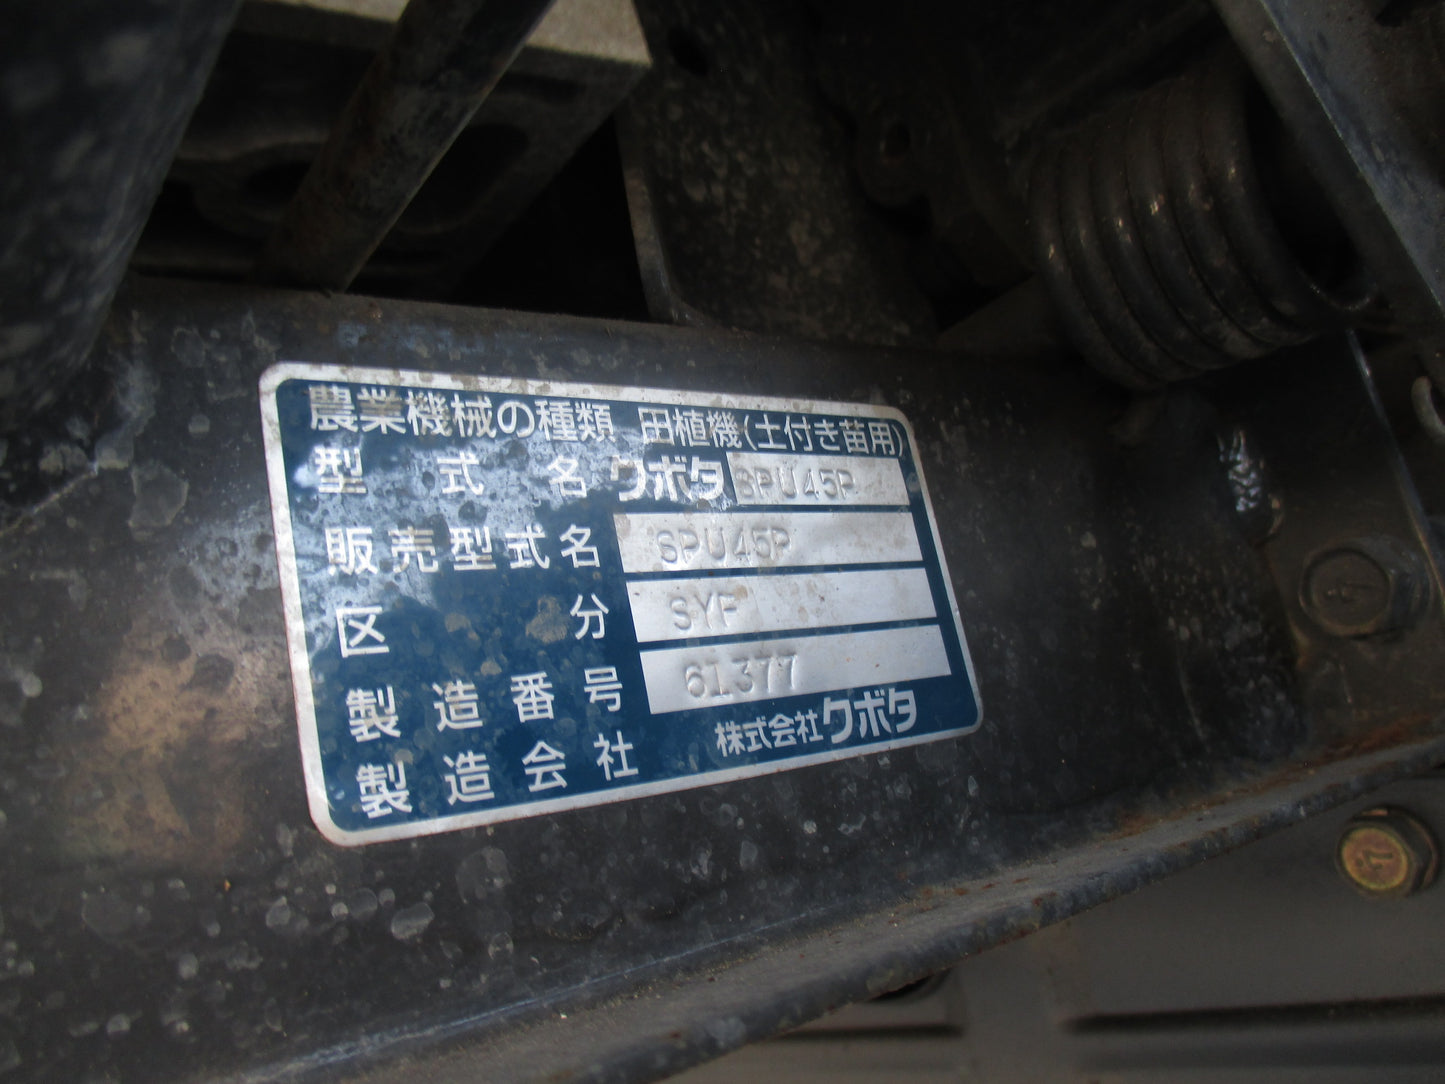 農業機械の種類 田植機(土付き苗用)
型式名 クボタ SPU45P
販売型式名 SPU45P
区分 SYF
製造番号 61377
製造会社 株式会社クボタ